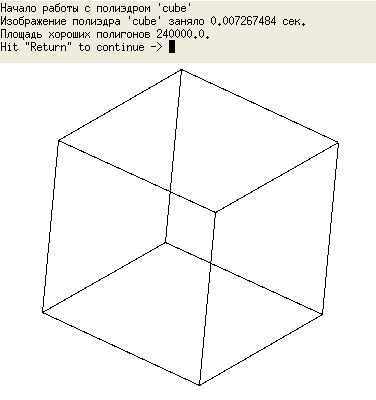 Начало работы с полиэдром 'cube'
Изображение полиэдра 'cube' заняло 0.007267484 сек.
Площадь хороших полигонов 240000.0.
Hit "Return" to continue ->